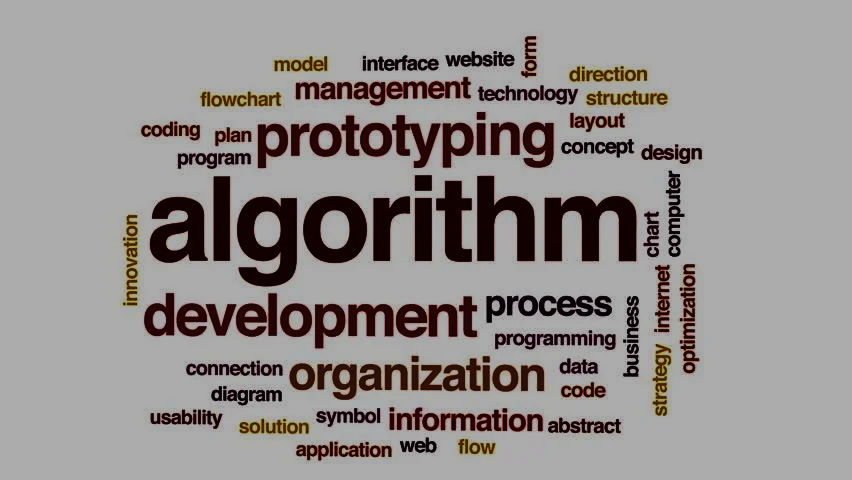 model interface website form
direction
management technology structure
flowchart
coding plan prototyping layout
program concept design
algorithm
innovation
chart
computer
development process
programming
business
internet
optimization
strategy
connection organization data
diagram code
usability solution symbol information abstract
application web flow